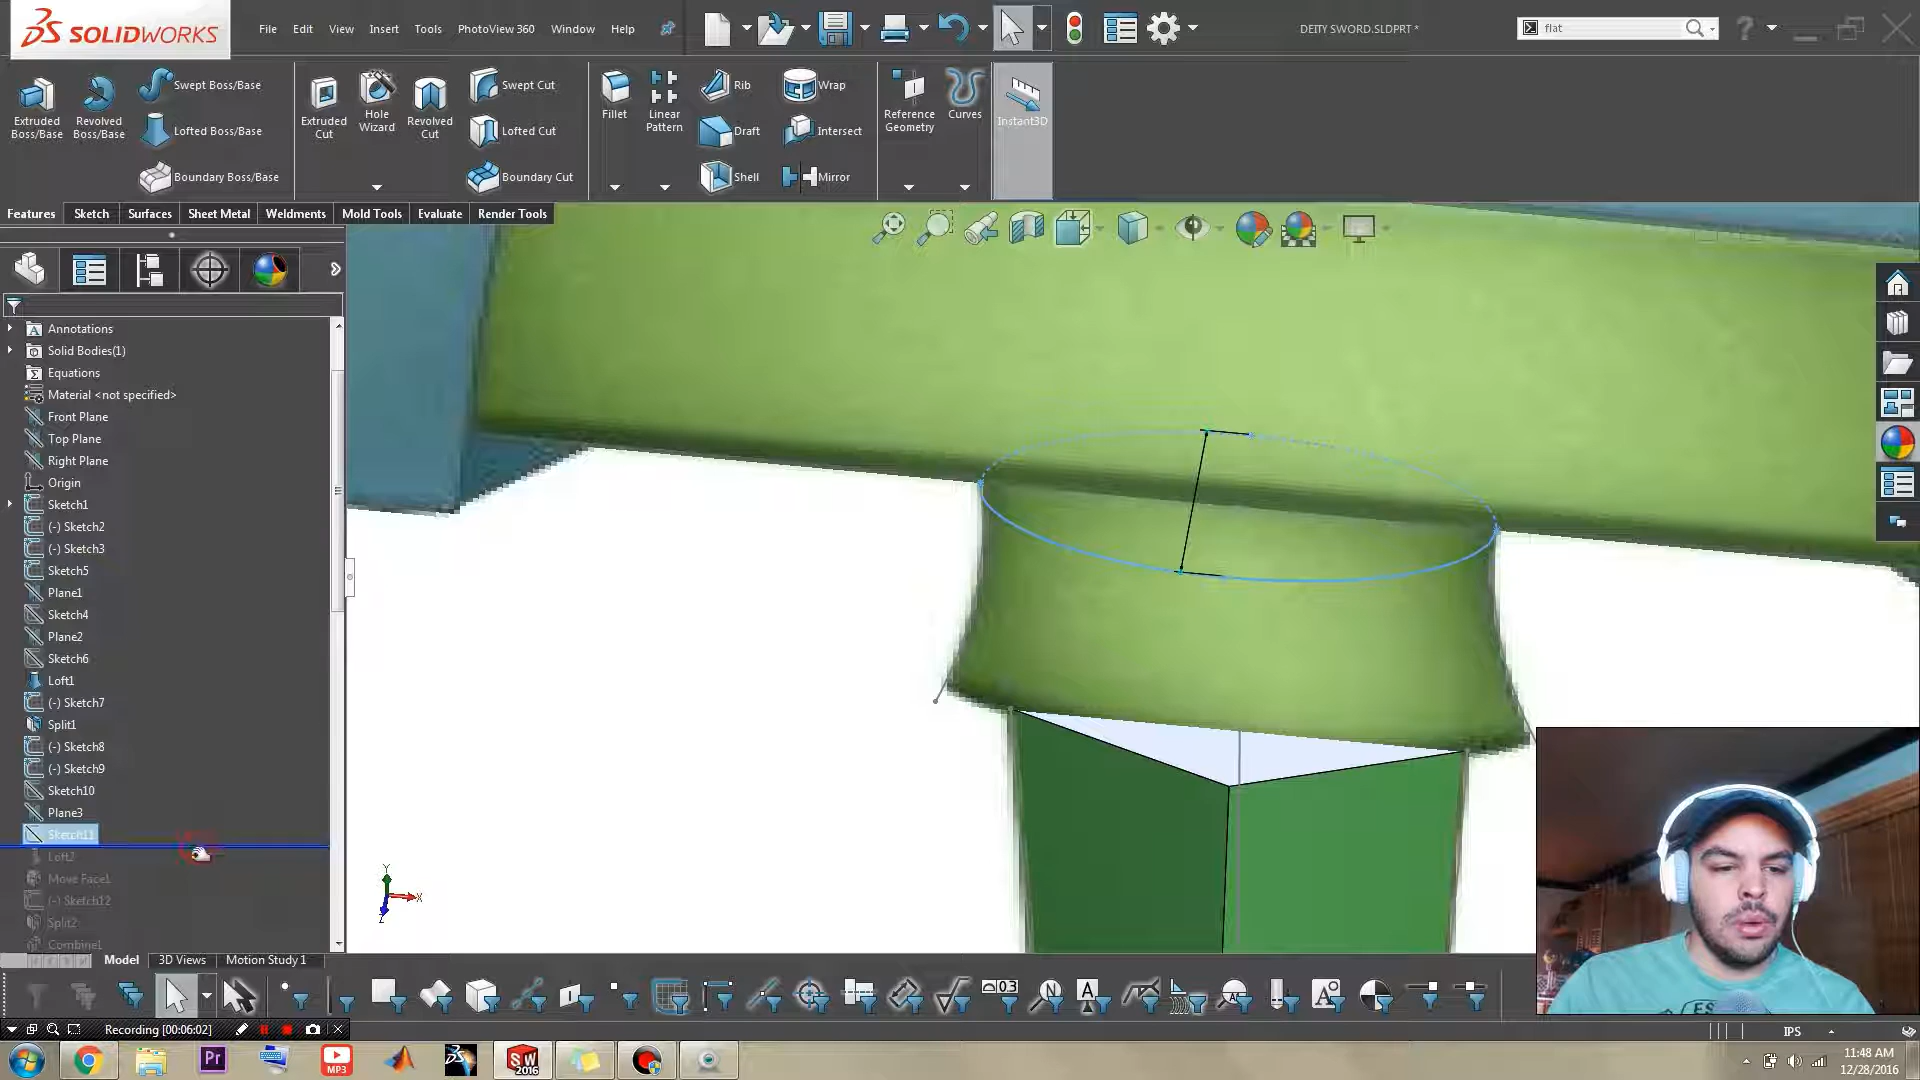 SOLIDWORKS
File Edit View Insert Tools PhotoView 360 Window Help
DEITY SWORD.SLDPRT *
flat
Extruded Boss/Base
Revolved Boss/Base
Swept Boss/Base
Lofted Boss/Base
Boundary Boss/Base
Extruded Cut
Hole Wizard
Revolved Cut
Swept Cut
Lofted Cut
Boundary Cut
Fillet
Linear Pattern
Rib
Draft
Shell
Wrap
Intersect
Mirror
Reference Geometry
Curves
Instant3D
Features Sketch Surfaces Sheet Metal Weldments Mold Tools Evaluate Render Tools
Annotations
Solid Bodies(1)
Equations
Material <not specified>
Front Plane
Top Plane
Right Plane
Origin
Sketch1
(-) Sketch2
(-) Sketch3
Sketch5
Plane1
Sketch4
Plane2
Sketch6
Loft1
(-) Sketch7
Split1
(-) Sketch8
(-) Sketch9
Sketch10
Plane3
Sketch11
Loft2
Move Face1
(-) Sketch12
Split2
Combine1
Y
X
Z
Model 3D Views Motion Study 1
Recording [00:06:02]
IPS
Pr
MP3
SW
2016
11:48 AM
12/28/2016